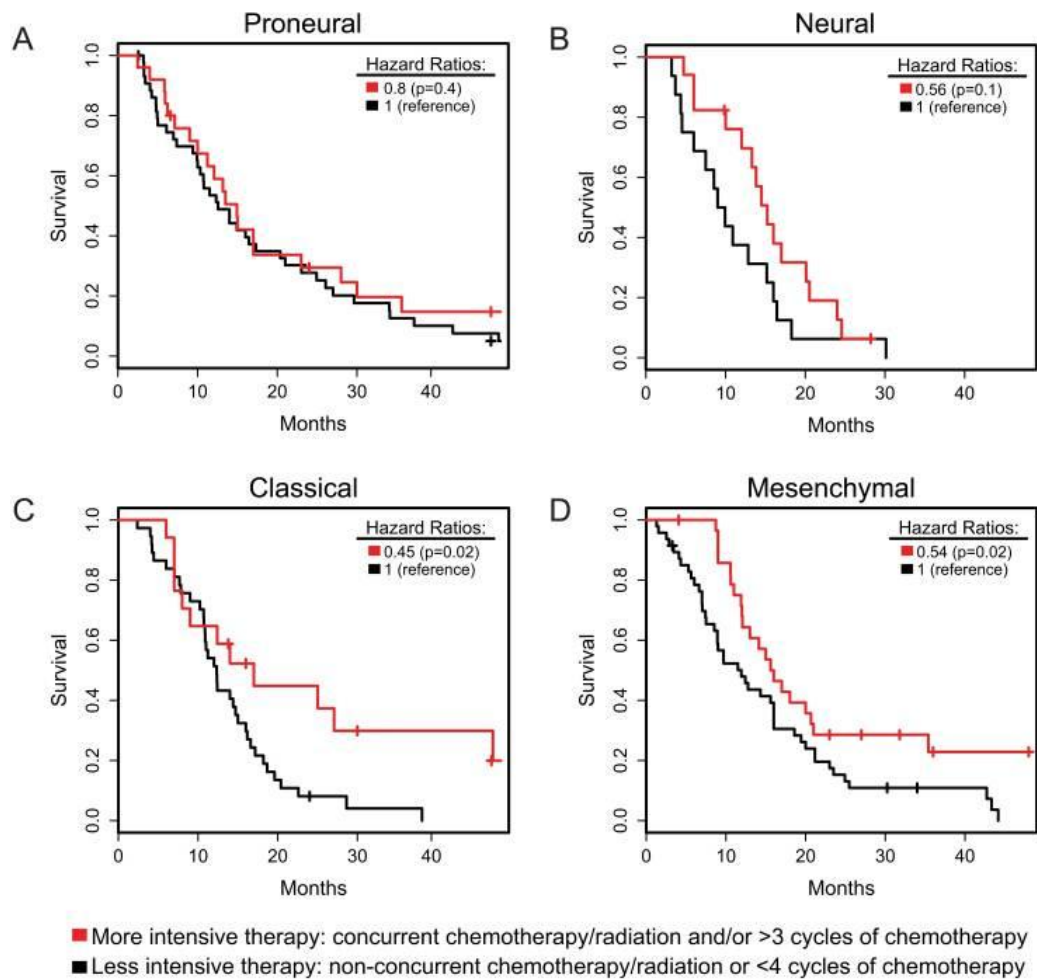 A
Proneural
Hazard Ratios:
0.8 (p=0.4)
1 (reference)
Survival
1.0
0.8
0.6
0.4
0.2
0.0
0 10 20 30 40
Months
B
Neural
Hazard Ratios:
0.56 (p=0.1)
1 (reference)
Survival
1.0
0.8
0.6
0.4
0.2
0.0
0 10 20 30 40
Months
C
Classical
Hazard Ratios:
0.45 (p=0.02)
1 (reference)
Survival
1.0
0.8
0.6
0.4
0.2
0.0
0 10 20 30 40
Months
D
Mesenchymal
Hazard Ratios:
0.54 (p=0.02)
1 (reference)
Survival
1.0
0.8
0.6
0.4
0.2
0.0
0 10 20 30 40
Months
More intensive therapy: concurrent chemotherapy/radiation and/or >3 cycles of chemotherapy
Less intensive therapy: non-concurrent chemotherapy/radiation or <4 cycles of chemotherapy